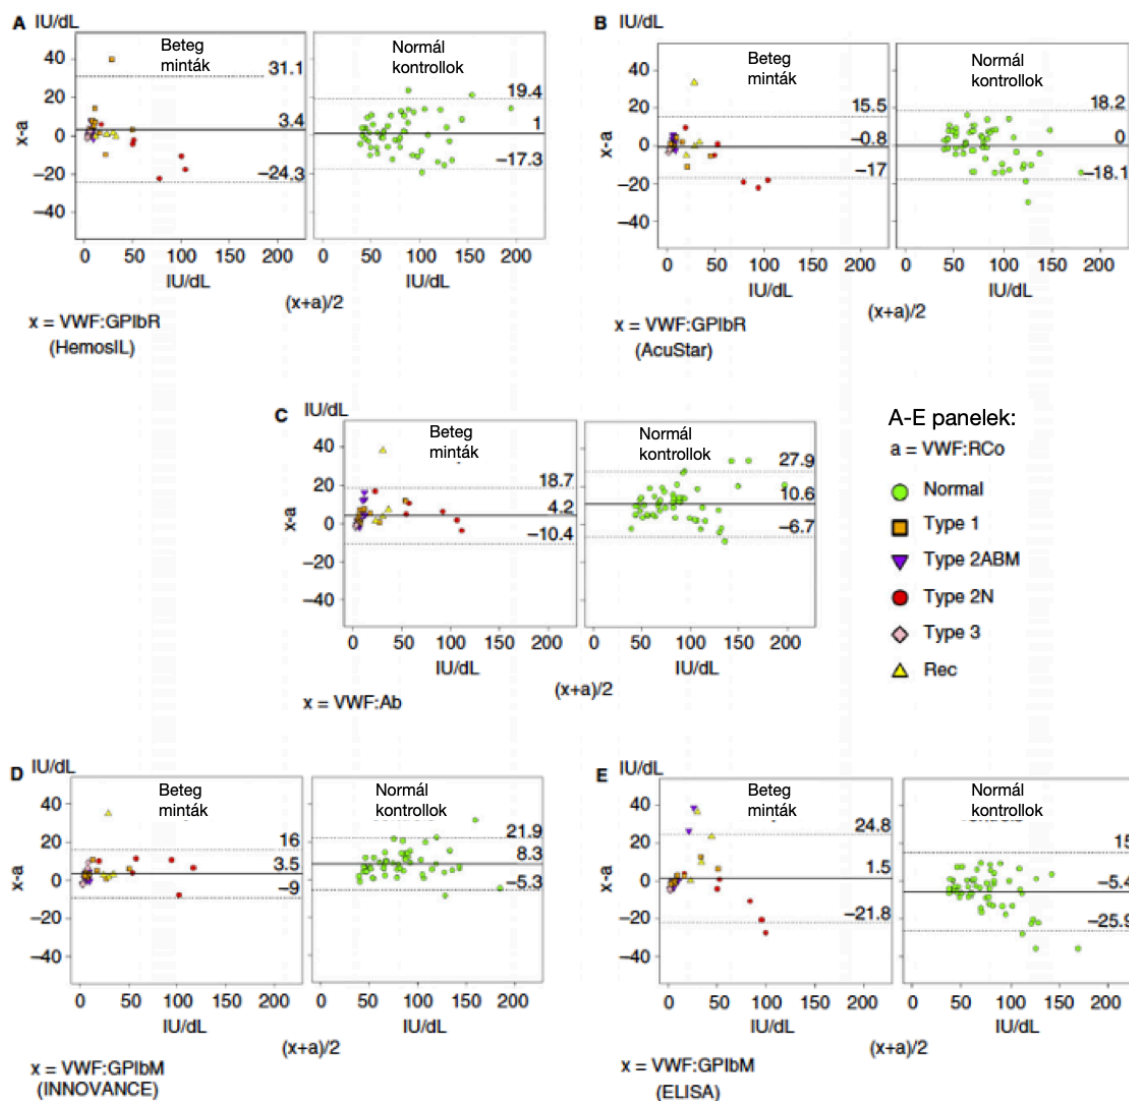 A IU/dL
Beteg
minták
Normál
kontrollok
40
20
0
−20
−40
x-a
31.1
3.4
−24.3
19.4
1
−17.3
0 50 100 150 200
0 50 100 150 200
IU/dL
IU/dL
(x+a)/2
x = VWF:GPIbR
(HemosIL)
B IU/dL
Beteg
minták
Normál
kontrollok
40
20
0
−20
−40
x-a
15.5
−0.8
−17
18.2
0
−18.1
0 50 100 150 200
0 50 100 150 200
IU/dL
IU/dL
(x+a)/2
x = VWF:GPIbR
(AcuStar)
C IU/dL
Beteg
minták
Normál
kontrollok
40
20
0
−20
−40
x-a
18.7
4.2
−10.4
27.9
10.6
−6.7
0 50 100 150 200
0 50 100 150 200
IU/dL
IU/dL
(x+a)/2
x = VWF:Ab
A-E panelek:
a = VWF:RCo
Normal
Type 1
Type 2ABM
Type 2N
Type 3
Rec
D IU/dL
Beteg
minták
Normál
kontrollok
40
20
0
−20
−40
x-a
16
3.5
−9
21.9
8.3
−5.3
0 50 100 150 200
0 50 100 150 200
IU/dL
IU/dL
(x+a)/2
x = VWF:GPIbM
(INNOVANCE)
E IU/dL
Beteg
minták
Normál
kontrollok
40
20
0
−20
−40
x-a
24.8
1.5
−21.8
15
−5.4
−25.9
0 50 100 150 200
0 50 100 150 200
IU/dL
IU/dL
(x+a)/2
x = VWF:GPIbM
(ELISA)